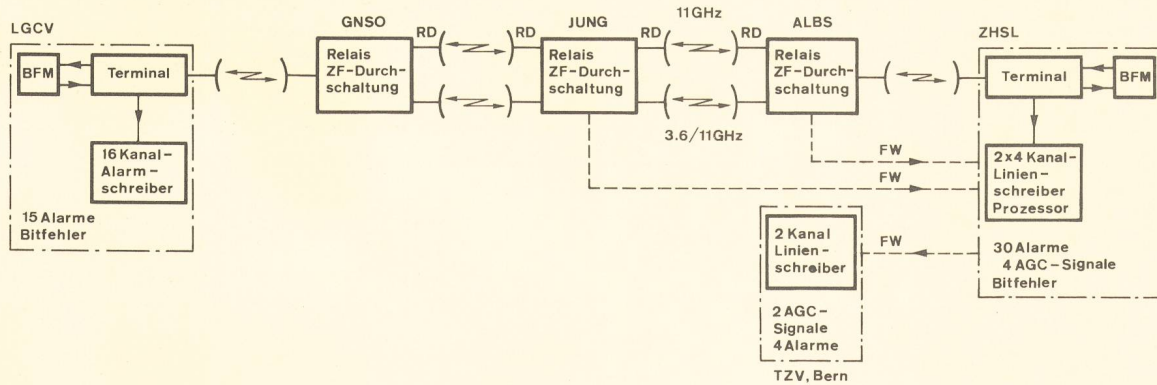 LGCV
BFM
Terminal
16 Kanal-
Alarm-
schreiber
15 Alarme
Bitfehler
GNSO
Relais
ZF-Durch-
schaltung
RD
RD
JUNG
Relais
ZF-Durch-
schaltung
RD
11GHz
RD
3.6/11GHz
ALBS
Relais
ZF-Durch-
schaltung
FW
FW
FW
ZHSL
Terminal
BFM
2x4 Kanal-
Linien-
schreiber
Prozessor
30 Alarme
4 AGC-Signale
Bitfehler
2 Kanal
Linien-
schreiber
2 AGC-
Signale
4 Alarme
TZV, Bern